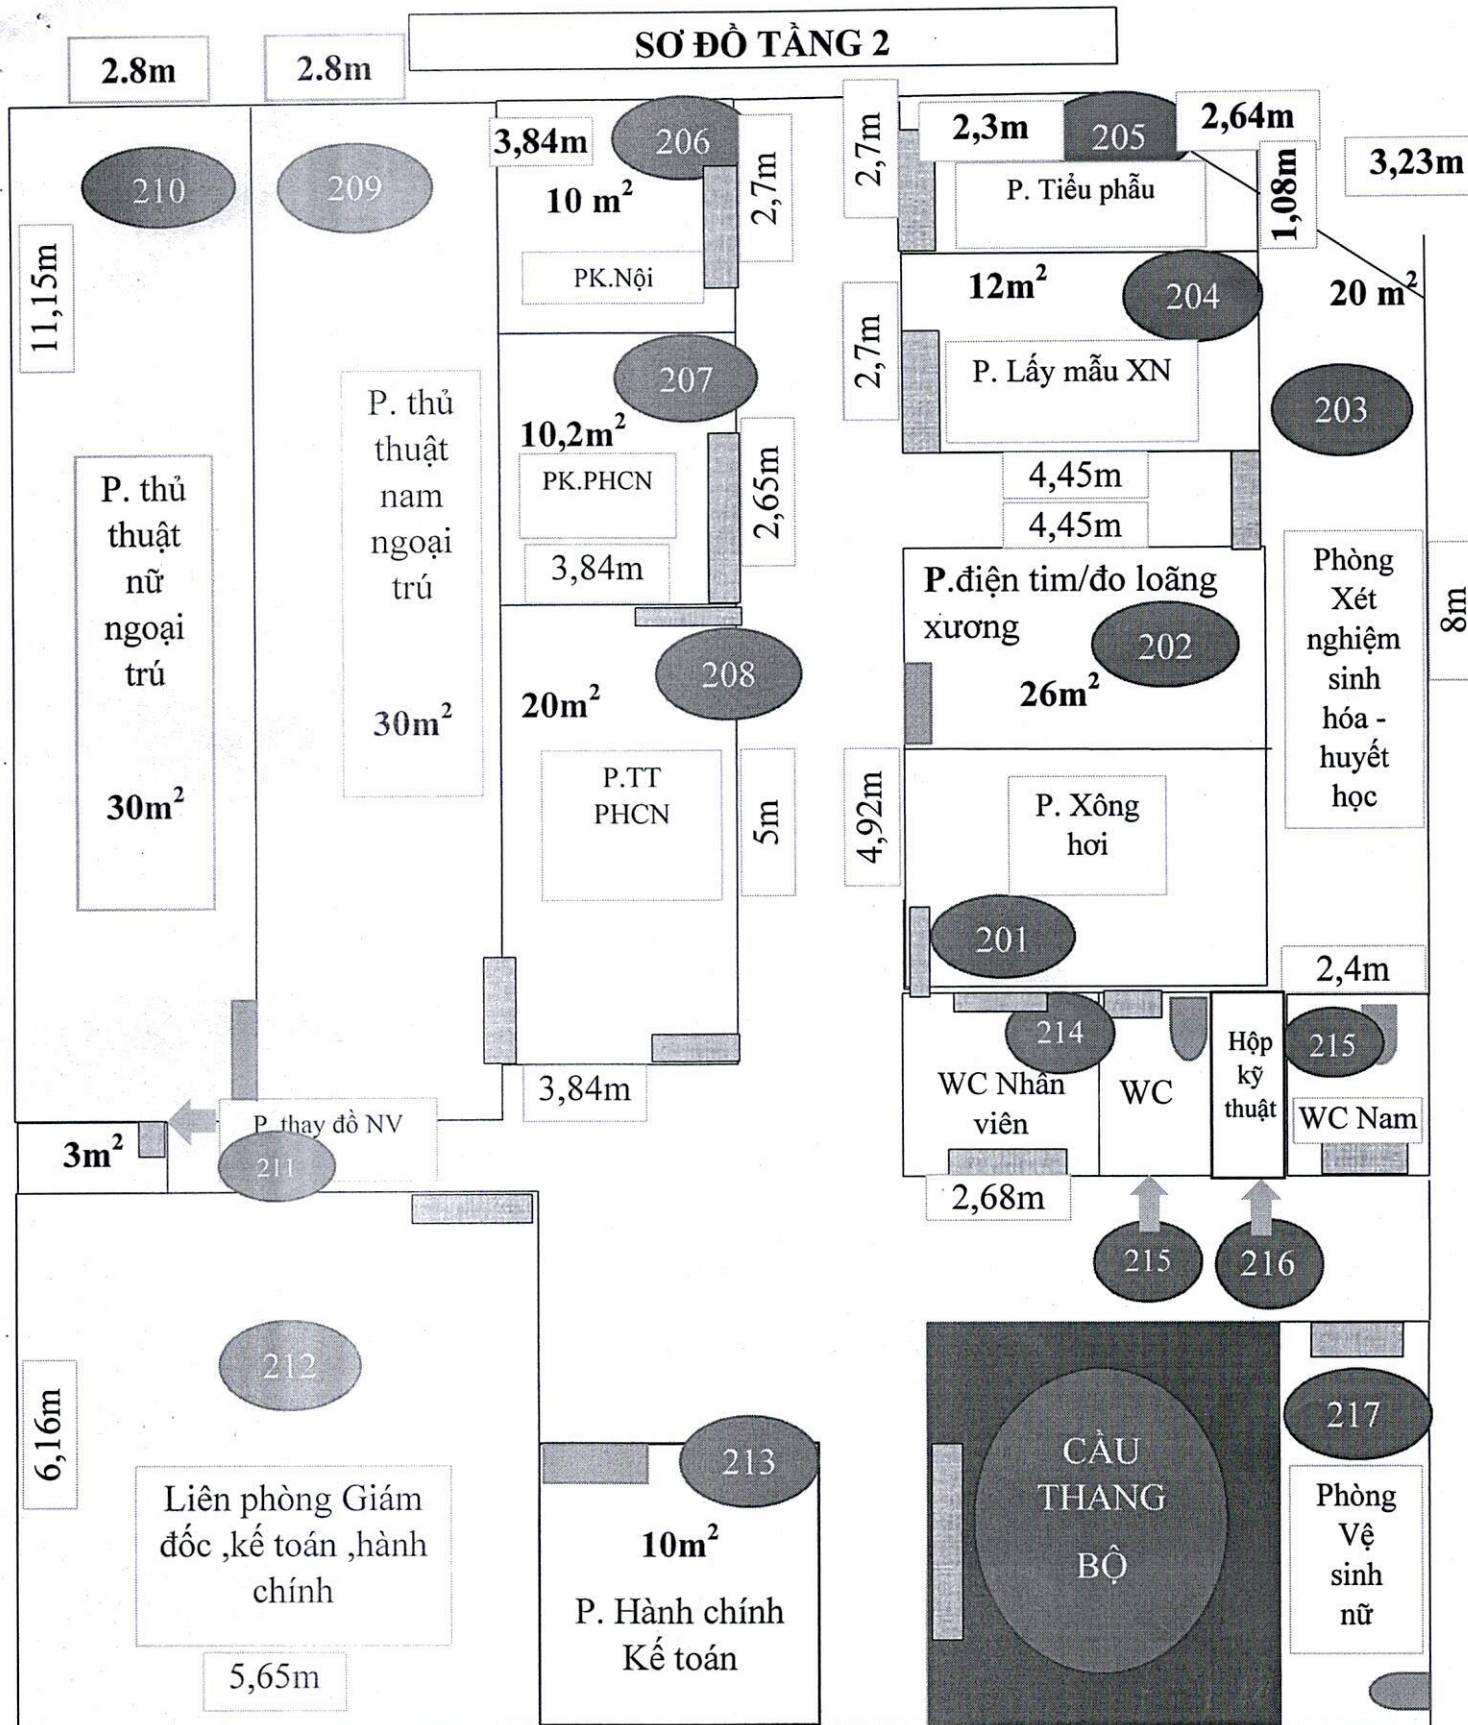 SƠ ĐỒ TẦNG 2
2.8m
2.8m
3,84m
206
2,7m
2,7m
2,3m
205
2,64m
1,08m
3,23m
210
209
10 m²
PK.Nội
P. Tiểu phẫu
11,15m
12m²
204
20 m²
2,7m
P. Lấy mẫu XN
203
207
10,2m²
PK.PHCN
3,84m
2,65m
4,45m
4,45m
P. thủ
thuật
nam
ngoại
trú
30m²
P. thủ
thuật
nữ
ngoại
trú
30m²
P.điện tim/đo loãng
xương
202
26m²
Phòng
Xét
nghiệm
sinh
hóa -
huyết
học
8m
208
20m²
P.TT
PHCN
5m
4,92m
P. Xông
hơi
201
2,4m
3,84m
214
WC Nhân
viên
WC
Hộp
kỹ
thuật
215
WC Nam
3m²
P. thay đồ NV
211
2,68m
215
216
212
6,16m
Liên phòng Giám
đốc ,kế toán ,hành
chính
5,65m
213
10m²
P. Hành chính
Kế toán
CẦU
THANG
BỘ
217
Phòng
Vệ
sinh
nữ